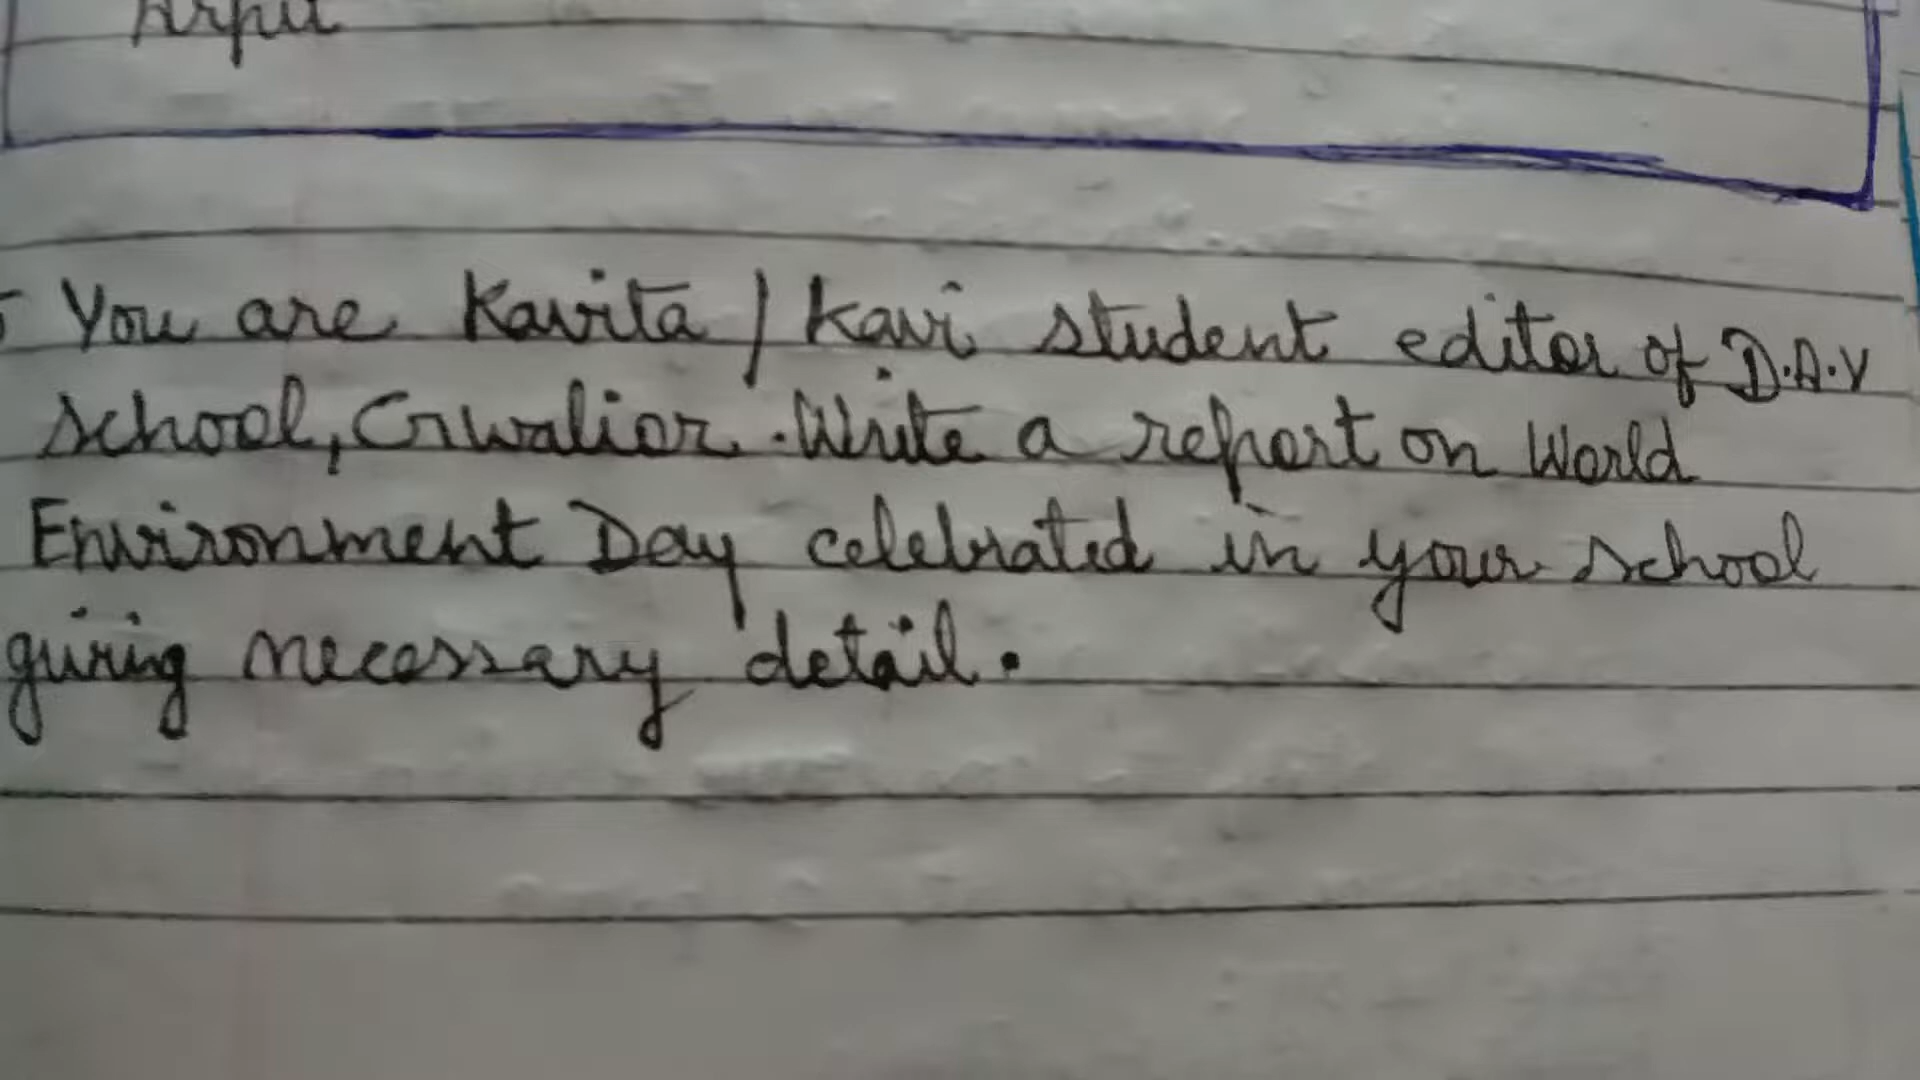 Arpit
You are Kavita / Kavi student editor of D.A.V
school, Gwalior. Write a report on World
Environment Day celebrated in your school
giving necessary detail.